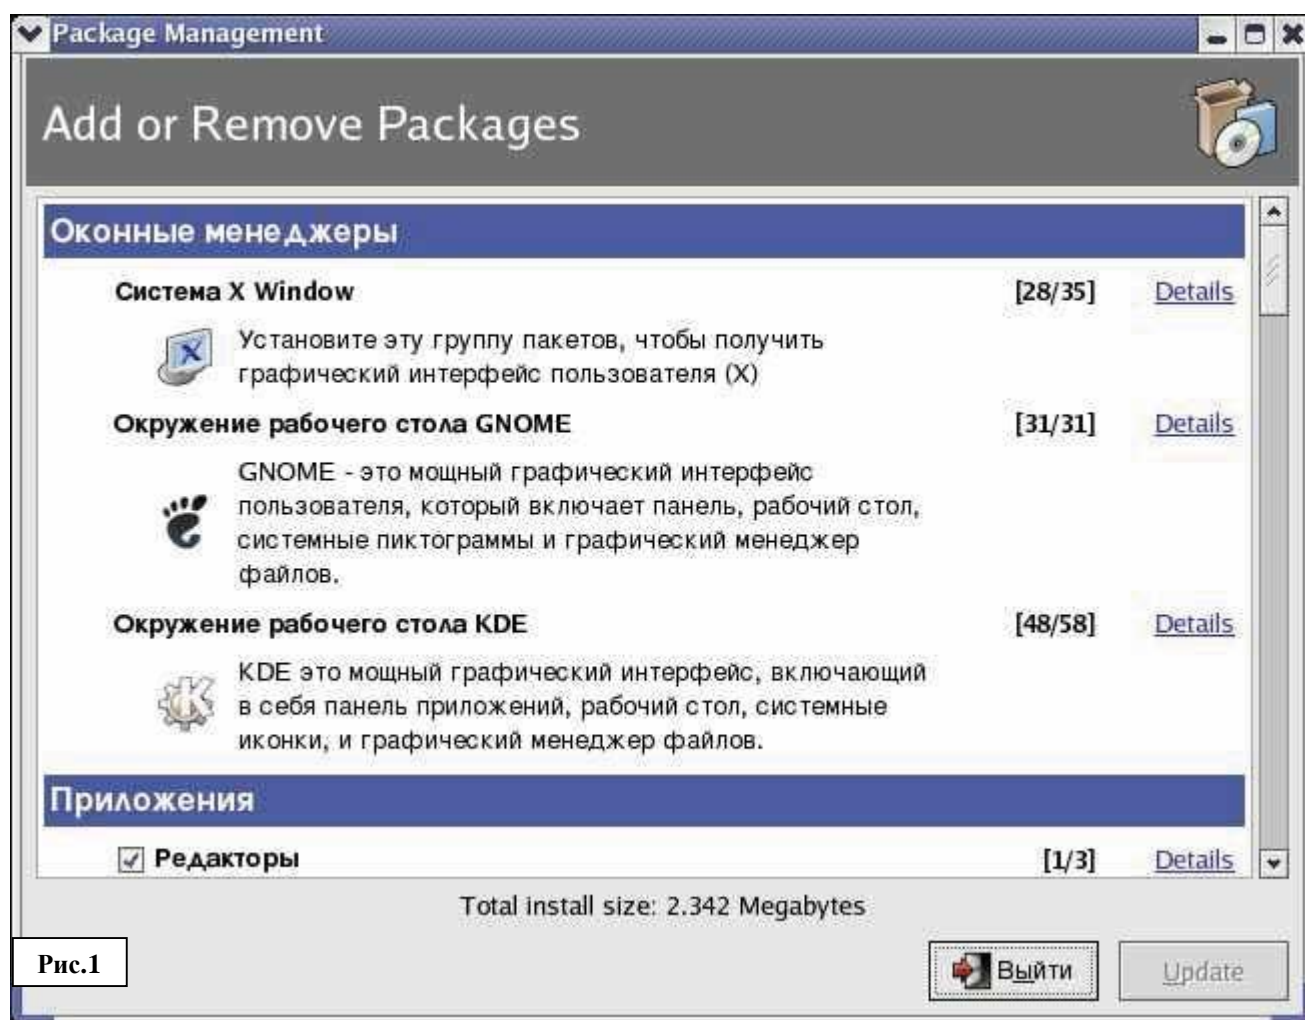 Package Management
Add or Remove Packages
Оконные менеджеры
Система X Window [28/35] Details
Установите эту группу пакетов, чтобы получить
графический интерфейс пользователя (X)
Окружение рабочего стола GNOME [31/31] Details
GNOME - это мощный графический интерфейс
пользователя, который включает панель, рабочий стол,
системные пиктограммы и графический менеджер
файлов.
Окружение рабочего стола KDE [48/58] Details
KDE это мощный графический интерфейс, включающий
в себя панель приложений, рабочий стол, системные
иконки, и графический менеджер файлов.
Приложения
Редакторы [1/3] Details
Total install size: 2.342 Megabytes
Рис.1
Выйти Update